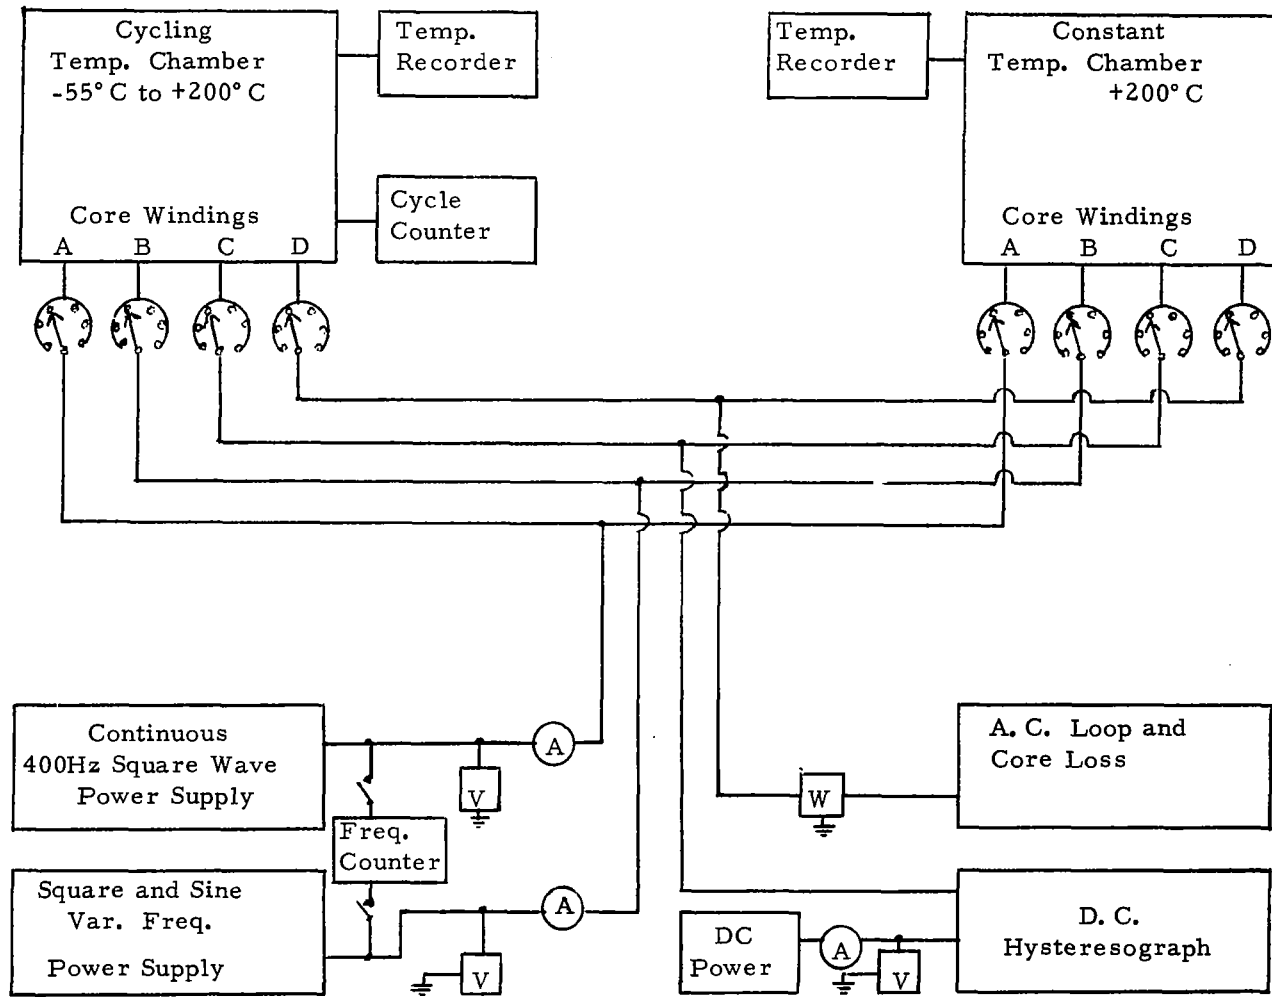 Cycling
Temp. Chamber
-55° C to +200° C
Temp.
Recorder
Cycle
Counter
Core Windings
A B C D
Temp.
Recorder
Constant
Temp. Chamber
+200° C
Core Windings
A B C D
Continuous
400Hz Square Wave
Power Supply
A
V
Freq.
Counter
Square and Sine
Var. Freq.
Power Supply
A
V
A. C. Loop and
Core Loss
W
DC
Power
A
V
D. C.
Hysteresograph